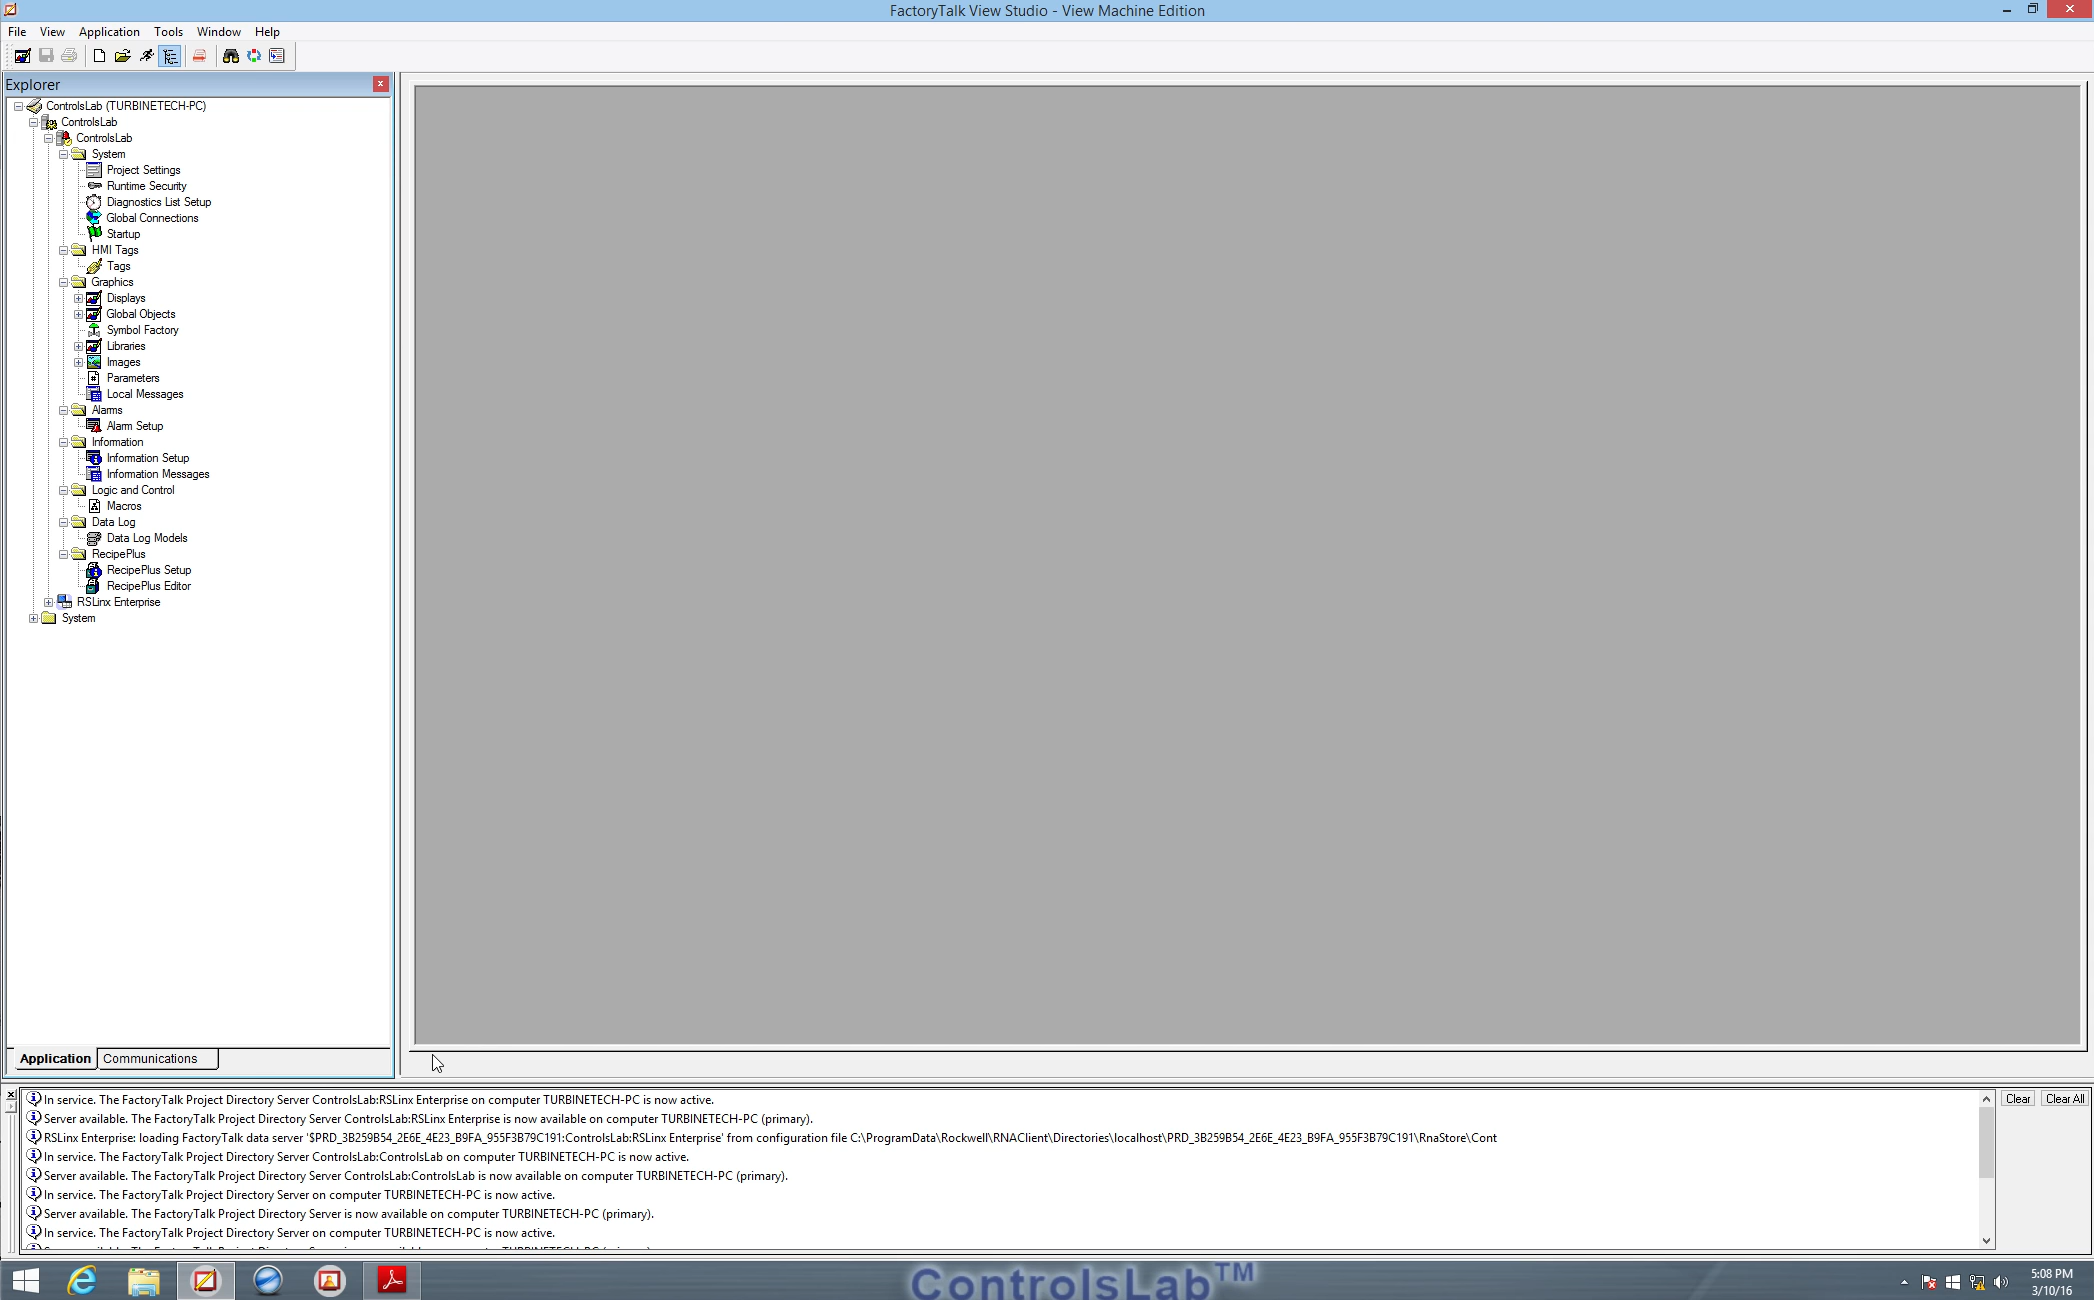 FactoryTalk View Studio - View Machine Edition
File View Application Tools Window Help
Explorer
ControlsLab (TURBINETECH-PC)
ControlsLab
ControlsLab
System
Project Settings
Runtime Security
Diagnostics List Setup
Global Connections
Startup
HMI Tags
Tags
Graphics
Displays
Global Objects
Symbol Factory
Libraries
Images
Parameters
Local Messages
Alarms
Alarm Setup
Information
Information Setup
Information Messages
Logic and Control
Macros
Data Log
Data Log Models
RecipePlus
RecipePlus Setup
RecipePlus Editor
RSLinx Enterprise
System
Application Communications
In service. The FactoryTalk Project Directory Server ControlsLab:RSLinx Enterprise on computer TURBINETECH-PC is now active.
Clear Clear All
Server available. The FactoryTalk Project Directory Server ControlsLab:RSLinx Enterprise is now available on computer TURBINETECH-PC (primary).
RSLinx Enterprise: loading FactoryTalk data server '$PRD_3B259B54_2E6E_4E23_B9FA_955F3B79C191:ControlsLab:RSLinx Enterprise' from configuration file C:\ProgramData\Rockwell\RNAClient\Directories\localhost\PRD_3B259B54_2E6E_4E23_B9FA_955F3B79C191\RnaStore\Cont
In service. The FactoryTalk Project Directory Server ControlsLab:ControlsLab on computer TURBINETECH-PC is now active.
Server available. The FactoryTalk Project Directory Server ControlsLab:ControlsLab is now available on computer TURBINETECH-PC (primary).
In service. The FactoryTalk Project Directory Server on computer TURBINETECH-PC is now active.
Server available. The FactoryTalk Project Directory Server is now available on computer TURBINETECH-PC (primary).
In service. The FactoryTalk Project Directory Server on computer TURBINETECH-PC is now active.
ControlsLab™
5:08 PM
3/10/16